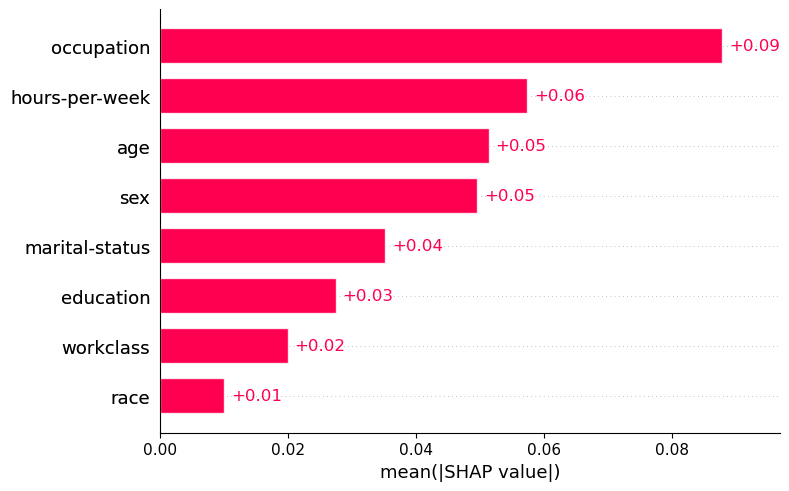 occupation +0.09
hours-per-week +0.06
age +0.05
sex +0.05
marital-status +0.04
education +0.03
workclass +0.02
race +0.01
0.00 0.02 0.04 0.06 0.08
mean(|SHAP value|)